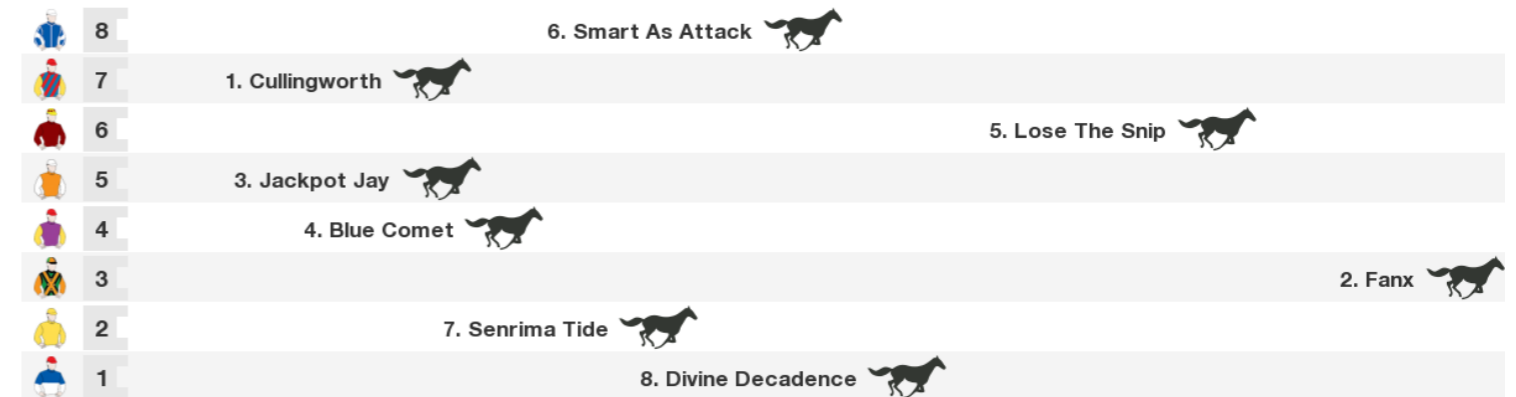 8 6. Smart As Attack
7 1. Cullingworth
6 5. Lose The Snip
5 3. Jackpot Jay
4 4. Blue Comet
3 2. Fanx
2 7. Senrima Tide
1 8. Divine Decadence